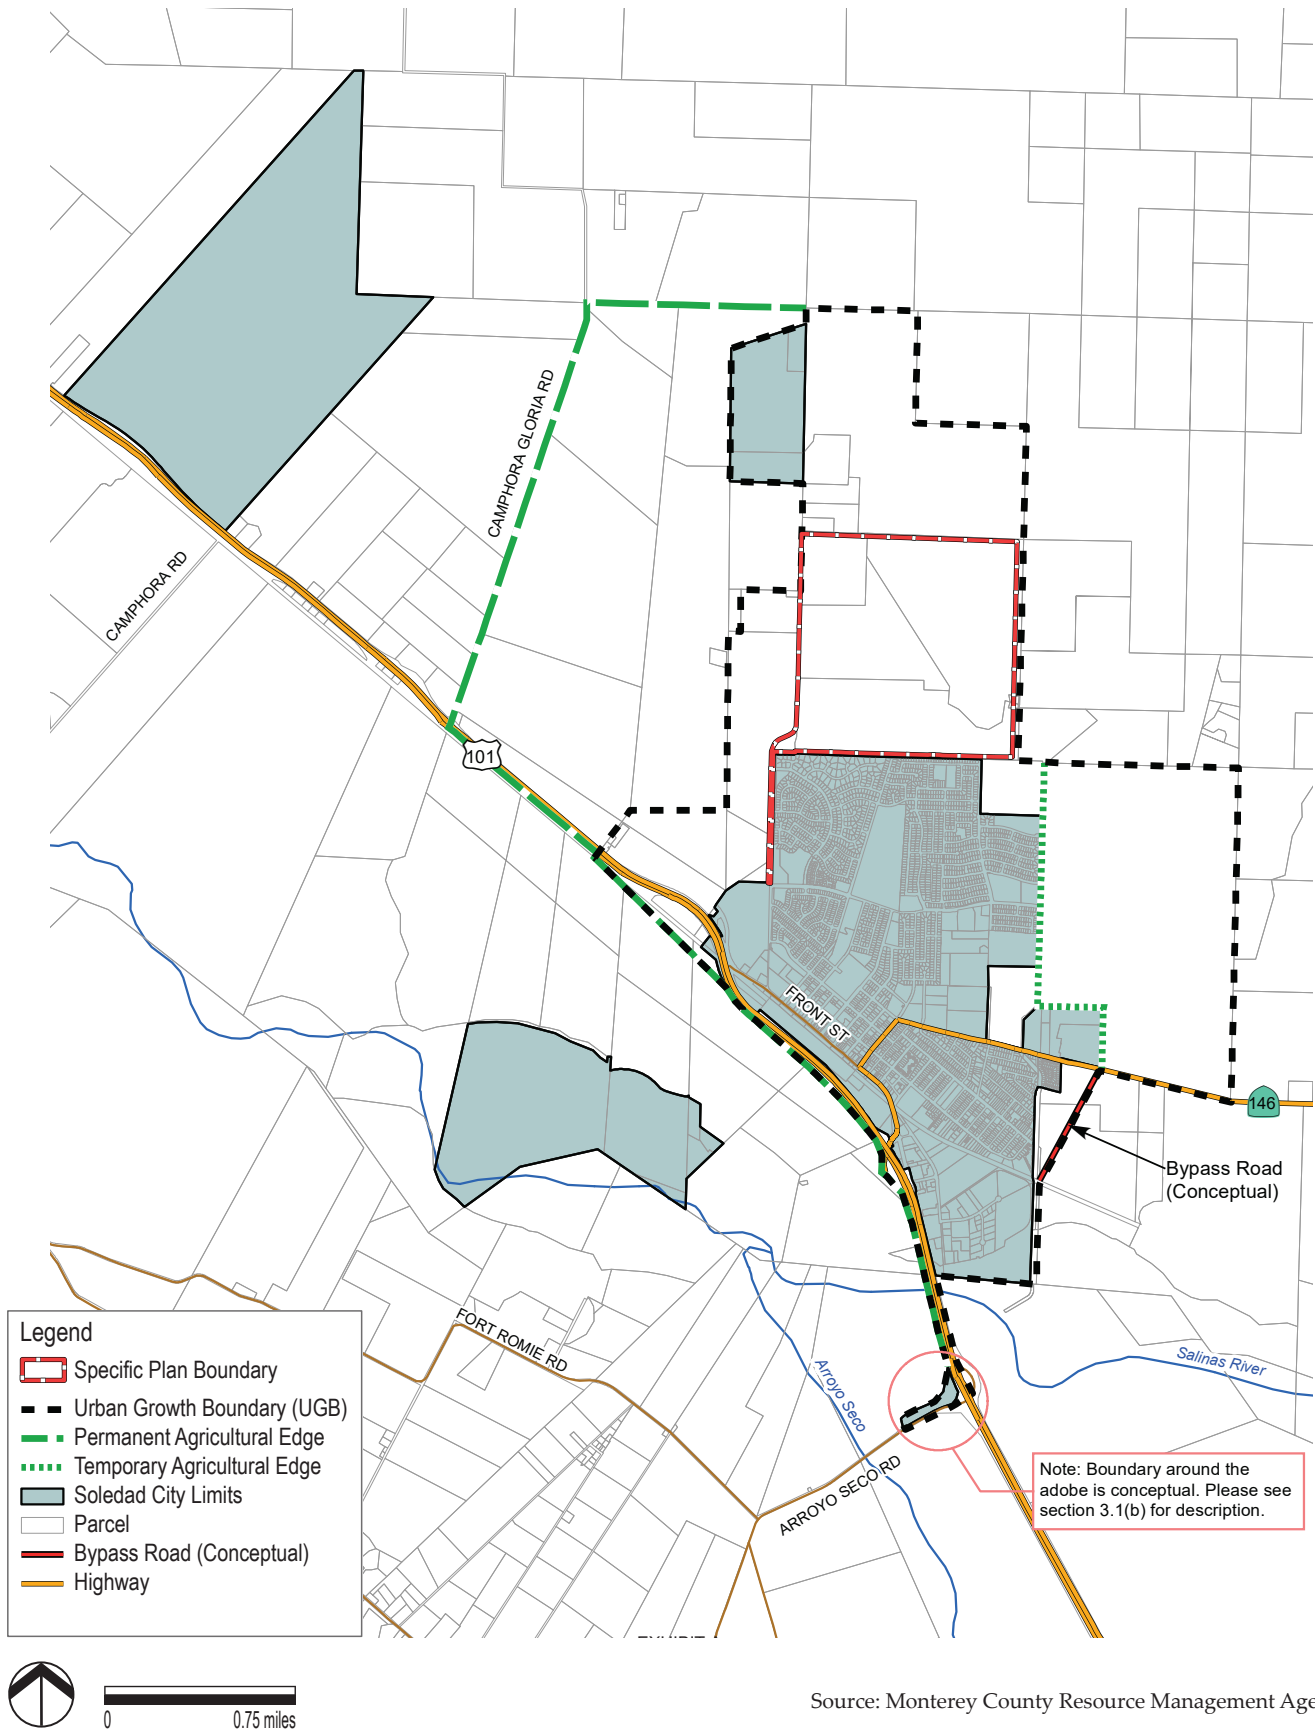 CAMPHORA GLORIA RD
CAMPHORA RD
101
FRONT ST
146
Bypass Road
(Conceptual)
Salinas River
Arroyo Seco
FORT ROMIE RD
ARROYO SECO RD
Note: Boundary around the
adobe is conceptual. Please see
section 3.1(b) for description.
Legend
Specific Plan Boundary
Urban Growth Boundary (UGB)
Permanent Agricultural Edge
Temporary Agricultural Edge
Soledad City Limits
Parcel
Bypass Road (Conceptual)
Highway
0 0.75 miles
Source: Monterey County Resource Management Age